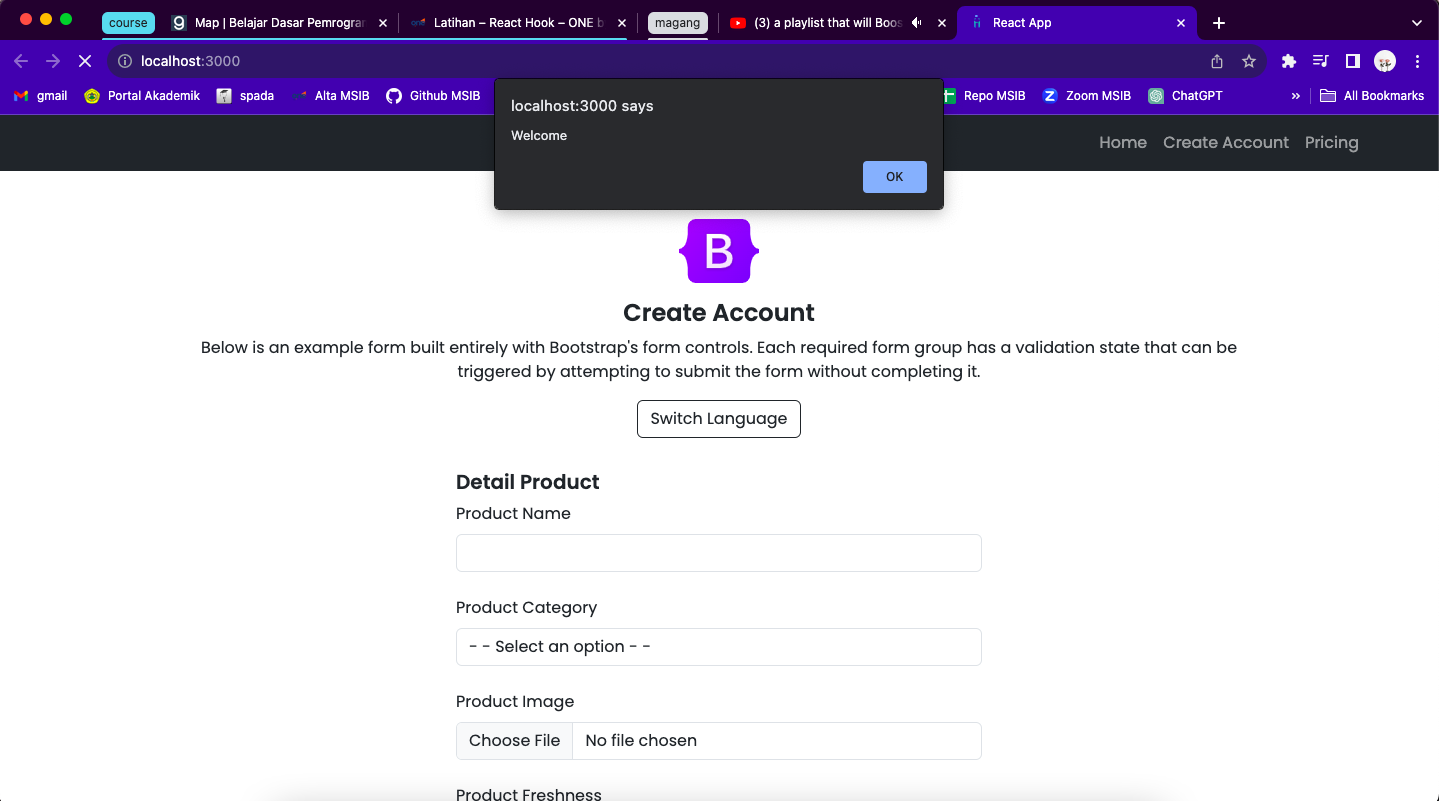 course
Map | Belajar Dasar Pemrogran
Latihan – React Hook – ONE b
magang
(3) a playlist that will Boos
React App
localhost:3000
gmail
Portal Akademik
spada
Alta MSIB
Github MSIB
Repo MSIB
Zoom MSIB
ChatGPT
»
All Bookmarks
localhost:3000 says
Welcome
OK
Home
Create Account
Pricing
B
Create Account
Below is an example form built entirely with Bootstrap's form controls. Each required form group has a validation state that can be
triggered by attempting to submit the form without completing it.
Switch Language
Detail Product
Product Name
Product Category
- - Select an option - -
Product Image
Choose File
No file chosen
Product Freshness